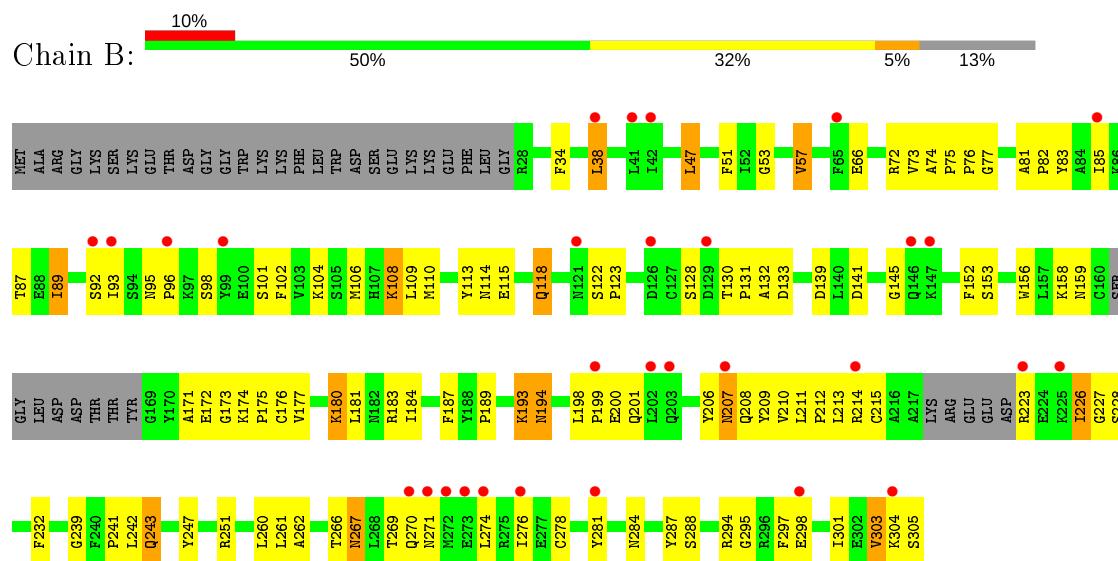 10%
Chain B:
50% 32% 5% 13%
MET ALA ARG GLY LYS SER LYS GLU THR ASP GLY GLY TRP LYS LYS PHE LEU TRP ASP SER GLU LYS LYS GLU PHE LEU GLY R28 F34 L38 L41 I42 L47 F51 I52 G53 V57 F65 E66 R72 V73 A74 P75 P76 G77 A81 P82 Y83 A84 I85 K86
T87 E88 I89 S92 I93 S94 N95 P96 K97 S98 Y99 E100 S101 F102 V103 K104 S105 M106 H107 K108 L109 M110 Y113 N114 E115 Q118 N121 S122 P123 D126 C127 S128 D129 T130 P131 A132 D133 D139 L140 D141 G145 Q146 K147 F152 S153 W156 L157 K158 N159 C160 SER
GLY LEU ASP ASP THR THR TYR G169 Y170 A171 E172 G173 K174 P175 C176 V177 K180 L181 N182 R183 I184 F187 Y188 P189 K193 N194 L198 P199 E200 Q201 L202 Q203 Y206 N207 Q208 Y209 V210 L211 P212 L213 R214 C215 A216 A217 LYS ARG GLU GLU ASP R223 E224 K225 I226 G227 S228
F232 G239 F240 P241 L242 Q243 Y247 R251 L260 L261 A262 T266 N267 L268 T269 Q270 N271 M272 E273 L274 R275 I276 E277 C278 Y281 N284 Y287 S288 R294 G295 R296 F297 E298 I301 E302 V303 K304 S305